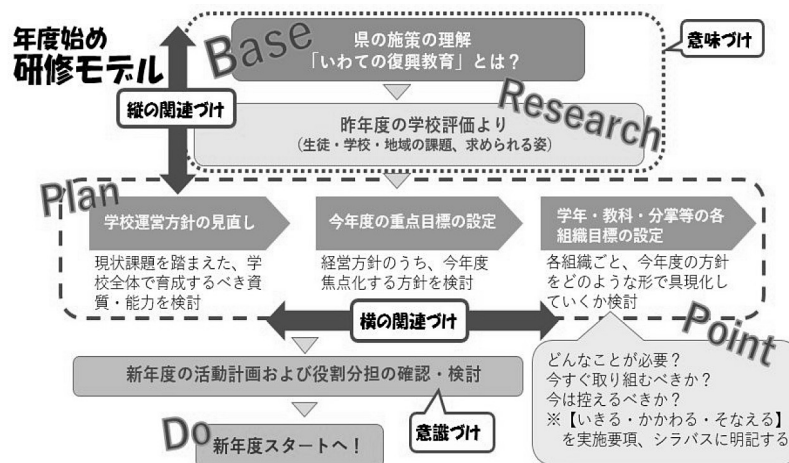 年度始め
研修モデル
Base
県の施策の理解
「いわての復興教育」とは？
意味づけ
縦の関連づけ
Research
昨年度の学校評価より
(生徒・学校・地域の課題、求められる姿)
Plan
学校運営方針の見直し
現状課題を踏まえた、学
校全体で育成するべき資
質・能力を検討
今年度の重点目標の設定
経営方針のうち、今年度
焦点化する方針を検討
学年・教科・分掌等の各
組織目標の設定
各組織ごと、今年度の方針
をどのような形で具現化し
ていくか検討
横の関連づけ
Point
どんなことが必要？
今すぐ取り組むべきか？
今は控えるべきか？
※【いきる・かかわる・そなえる】
を実施要項、シラバスに明記する
新年度の活動計画および役割分担の確認・検討
意識づけ
Do
新年度スタートへ！